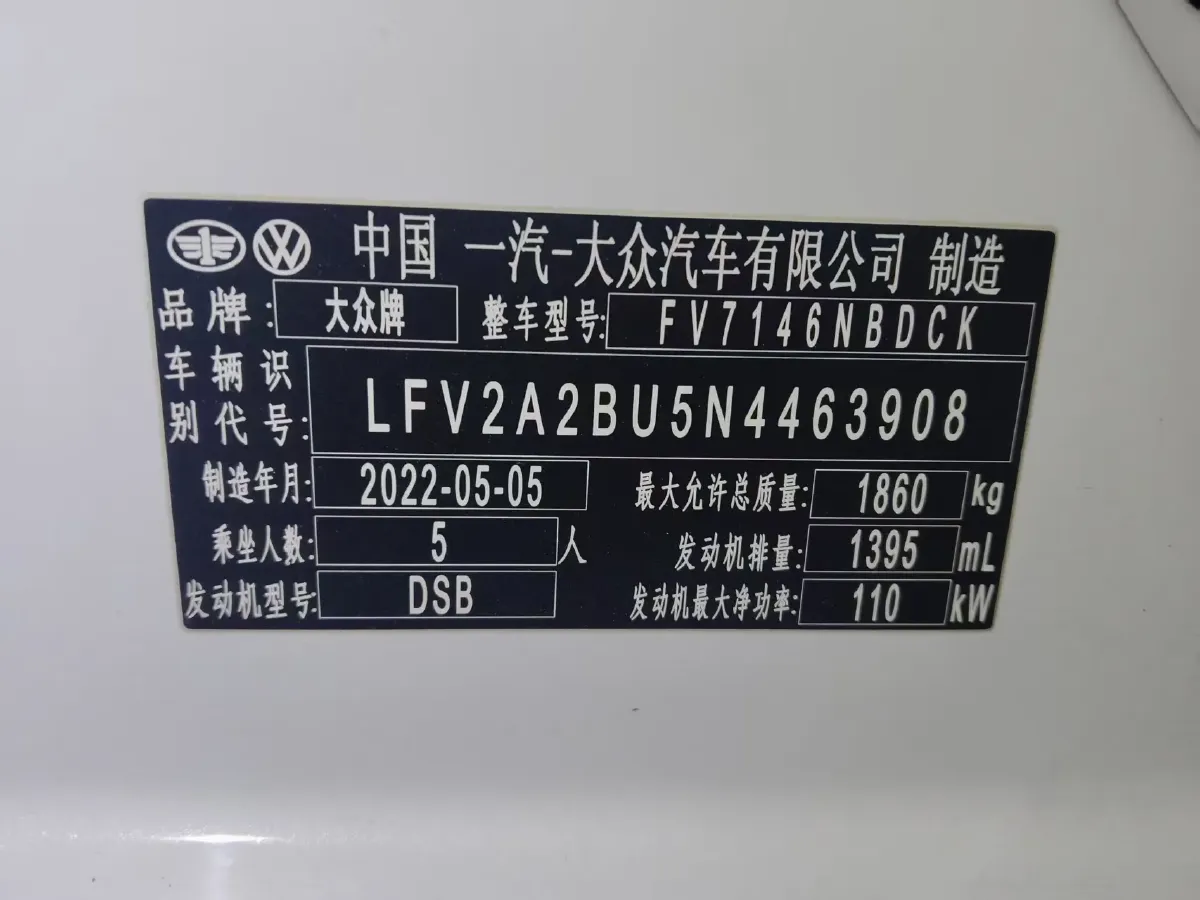 中国 一汽-大众汽车有限公司 制造
品牌: 大众牌 整车型号: FV7146NBDCK
车辆识别代号: LFV2A2BU5N4463908
制造年月: 2022-05-05 最大允许总质量: 1860 kg
乘坐人数: 5 人 发动机排量: 1395 mL
发动机型号: DSB 发动机最大净功率: 110 kW